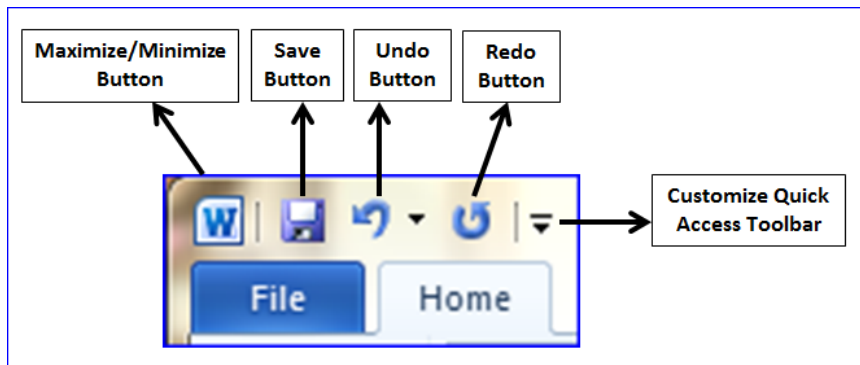 Maximize/Minimize
Button
Save
Button
Undo
Button
Redo
Button
Customize Quick
Access Toolbar
W
File
Home